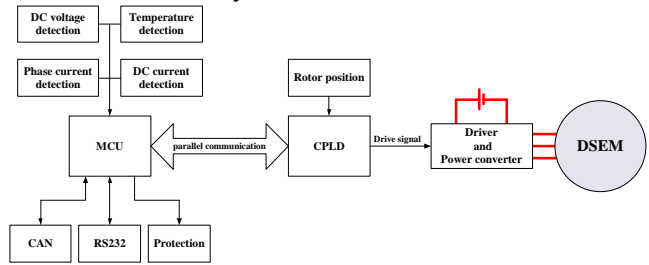 DC voltage
detection
Temperature
detection
Phase current
detection
DC current
detection
Rotor position
MCU
parallel communication
CPLD
Drive signal
Driver
and
Power converter
DSEM
CAN
RS232
Protection